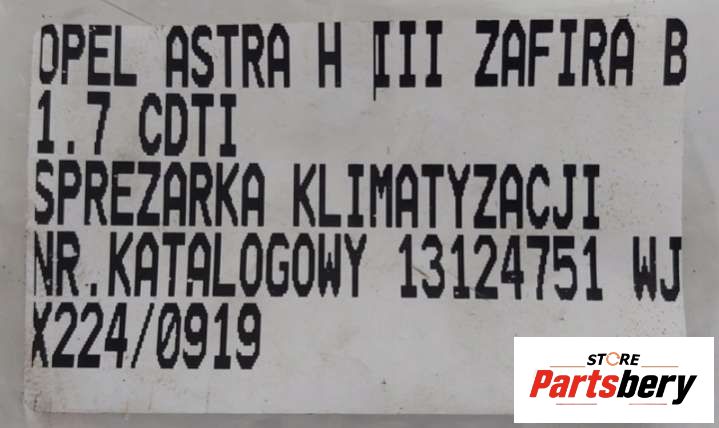 OPEL ASTRA H III ZAFIRA B
1.7 CDTI
SPREZARKA KLIMATYZACJI
NR.KATALOGOWY 13124751 WJ
X224/0919
STORE
Partsbery